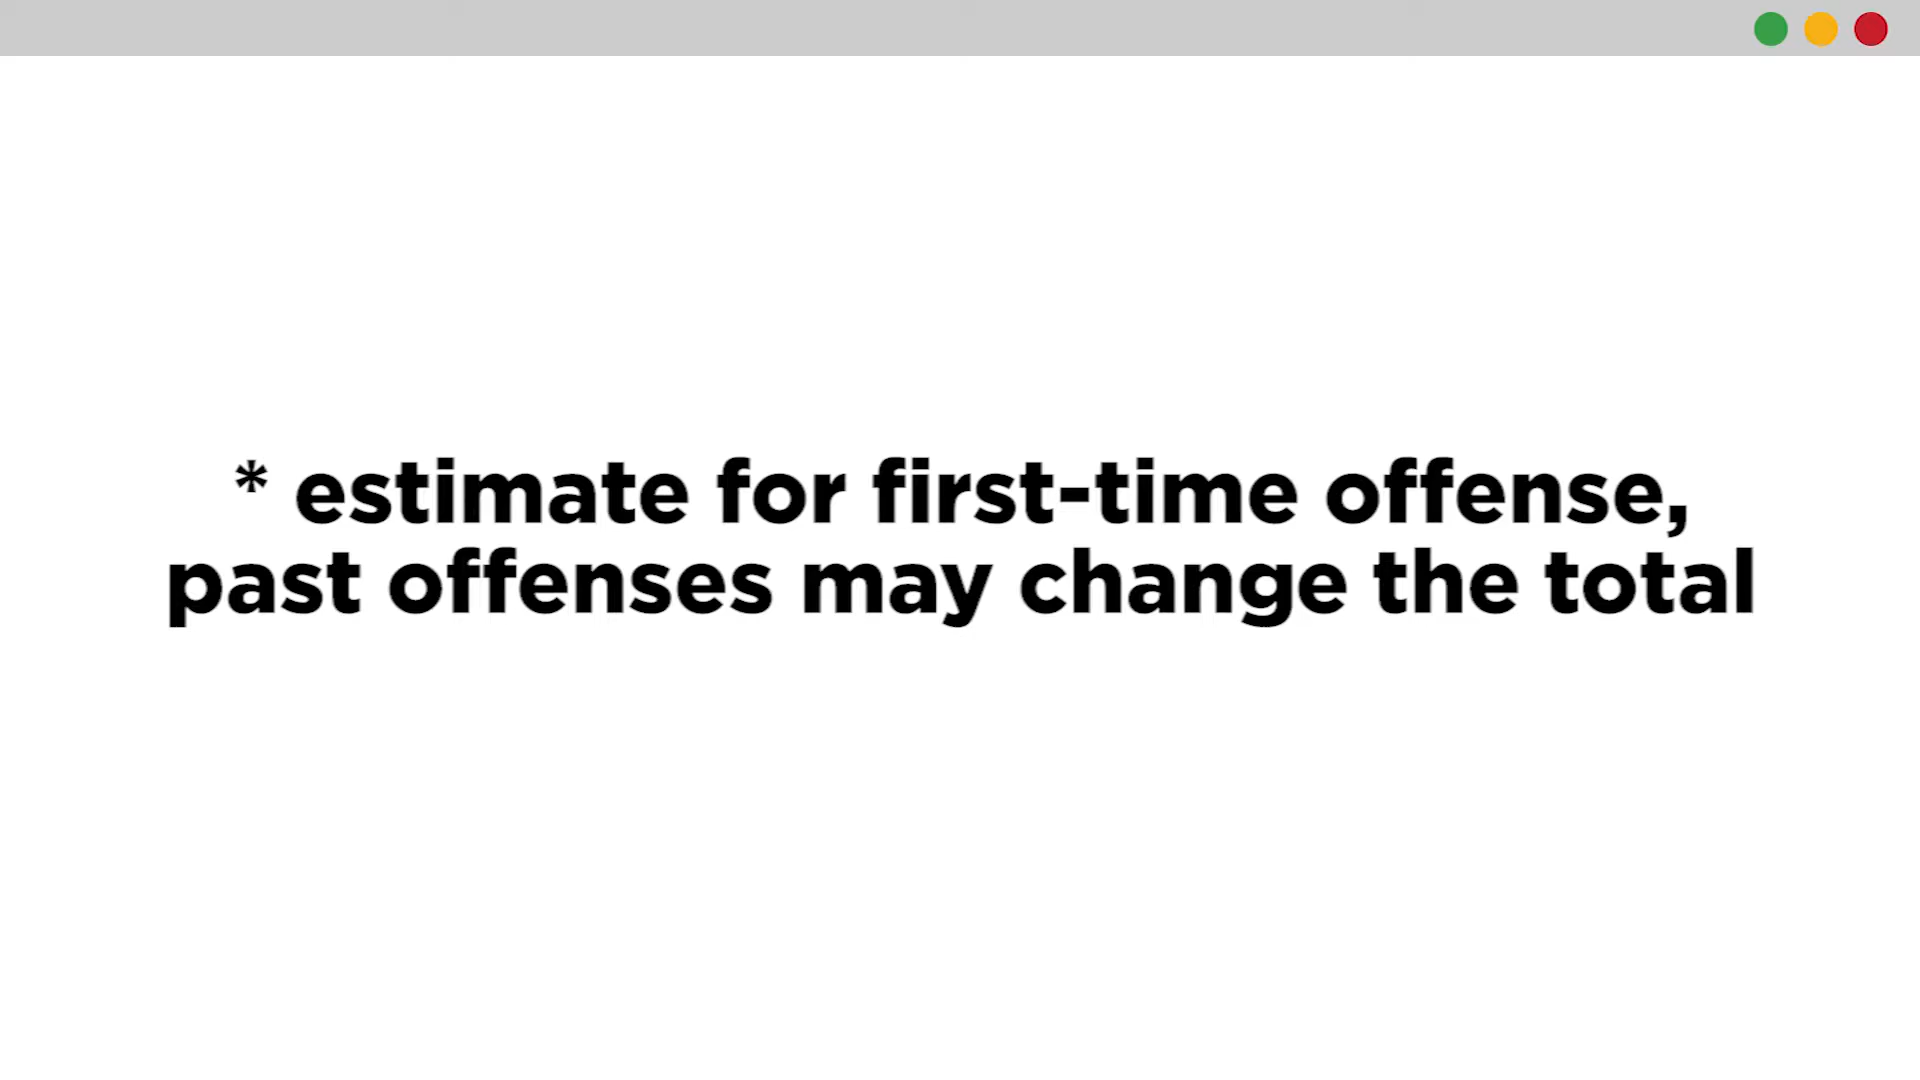 * estimate for first-time offense,
past offenses may change the total